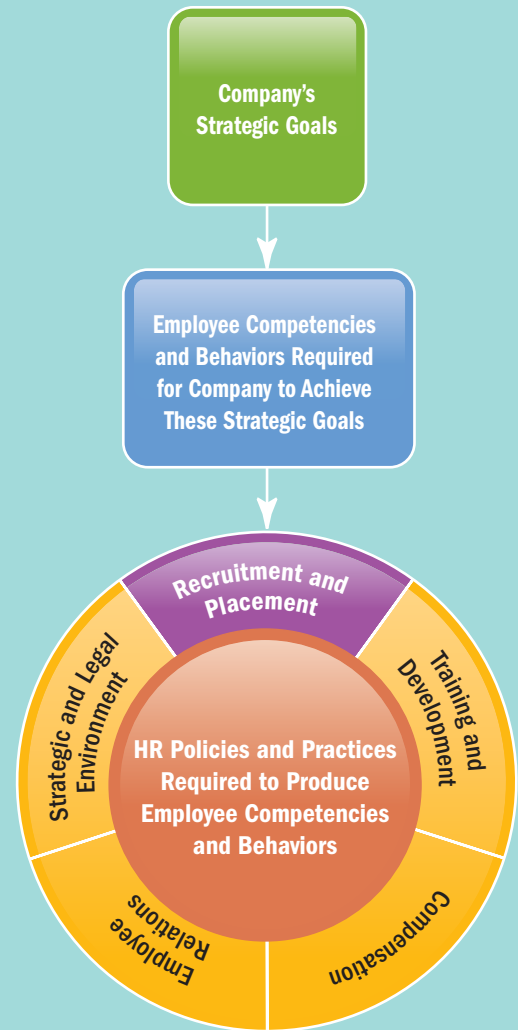 Company's
Strategic Goals
Employee Competencies
and Behaviors Required
for Company to Achieve
These Strategic Goals
Recruitment and
Placement
Strategic and Legal
Environment
Training and
Development
HR Policies and Practices
Required to Produce
Employee Competencies
and Behaviors
Employee
Relations
Compensation